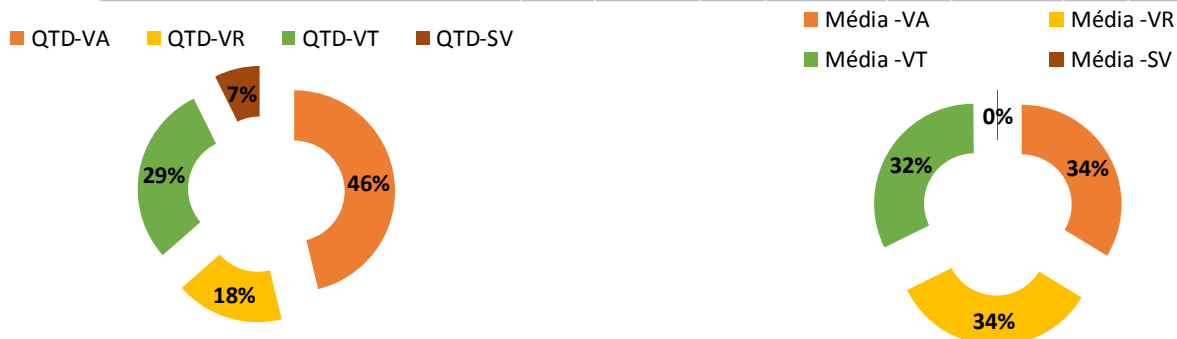 QTD-VA QTD-VR QTD-VT QTD-SV
7%
29%
46%
18%
Média -VA Média -VR
Média -VT Média -SV
0%
32%
34%
34%